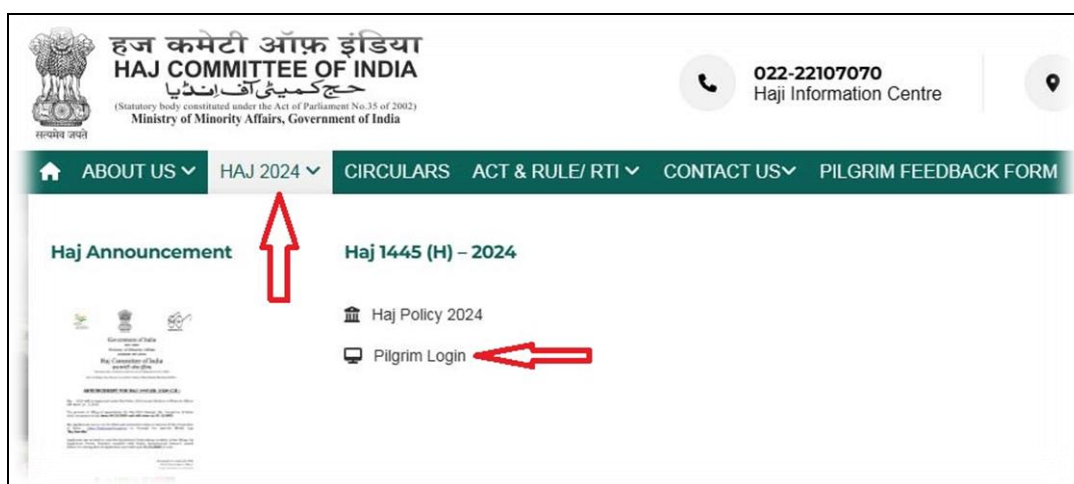 हज कमेटी ऑफ़ इंडिया
HAJ COMMITTEE OF INDIA
حج کمیٹی آف اِنڈیا
(Statutory body constituted under the Act of Parliament No.35 of 2002)
Ministry of Minority Affairs, Government of India
सत्यमेव जयते
022-22107070
Haji Information Centre
ABOUT US HAJ 2024 CIRCULARS ACT & RULE/ RTI CONTACT US PILGRIM FEEDBACK FORM
Haj Announcement
Haj 1445 (H) – 2024
Haj Policy 2024
Pilgrim Login
Government of India
Haj Committee of India